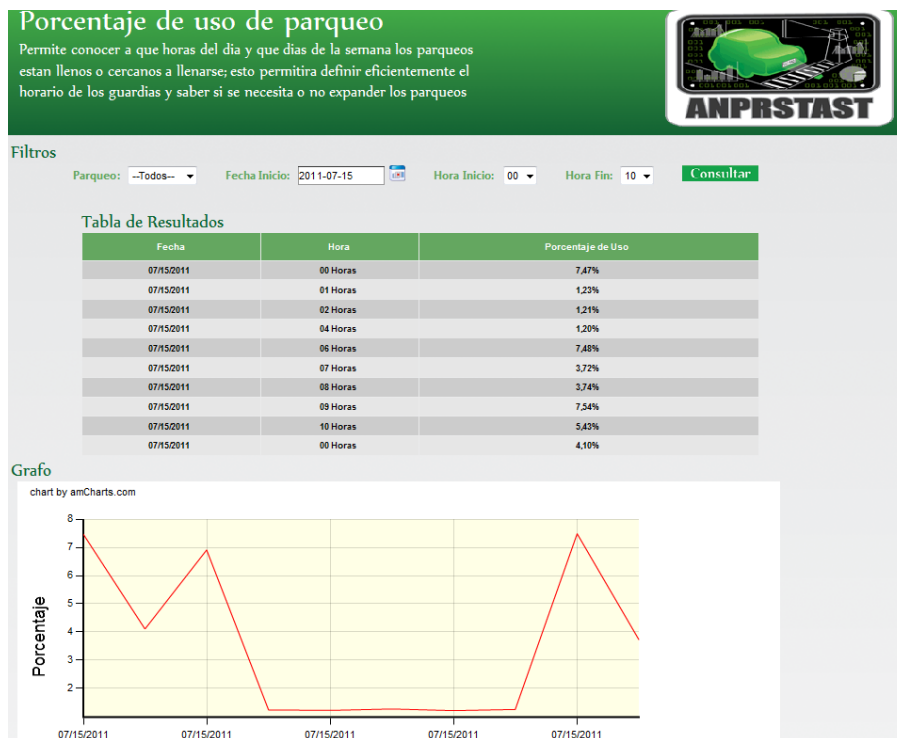 Porcentaje de uso de parqueo
Permite conocer a que horas del dia y que dias de la semana los parqueos
estan llenos o cercanos a llenarse; esto permitira definir eficientemente el
horario de los guardias y saber si se necesita o no expander los parqueos
ANPRSTAST
Filtros
Parqueo: --Todos-- Fecha Inicio: 2011-07-15 Hora Inicio: 00 Hora Fin: 10 Consultar
Tabla de Resultados
Fecha Hora Porcentaje de Uso
07/15/2011 00 Horas 7,47%
07/15/2011 01 Horas 1,23%
07/15/2011 02 Horas 1,21%
07/15/2011 04 Horas 1,20%
07/15/2011 06 Horas 7,48%
07/15/2011 07 Horas 3,72%
07/15/2011 08 Horas 3,74%
07/15/2011 09 Horas 7,54%
07/15/2011 10 Horas 5,43%
07/15/2011 00 Horas 4,10%
Grafo
chart by amCharts.com
8
7
6
5
4
3
2
Porcentaje
07/15/2011 07/15/2011 07/15/2011 07/15/2011 07/15/2011